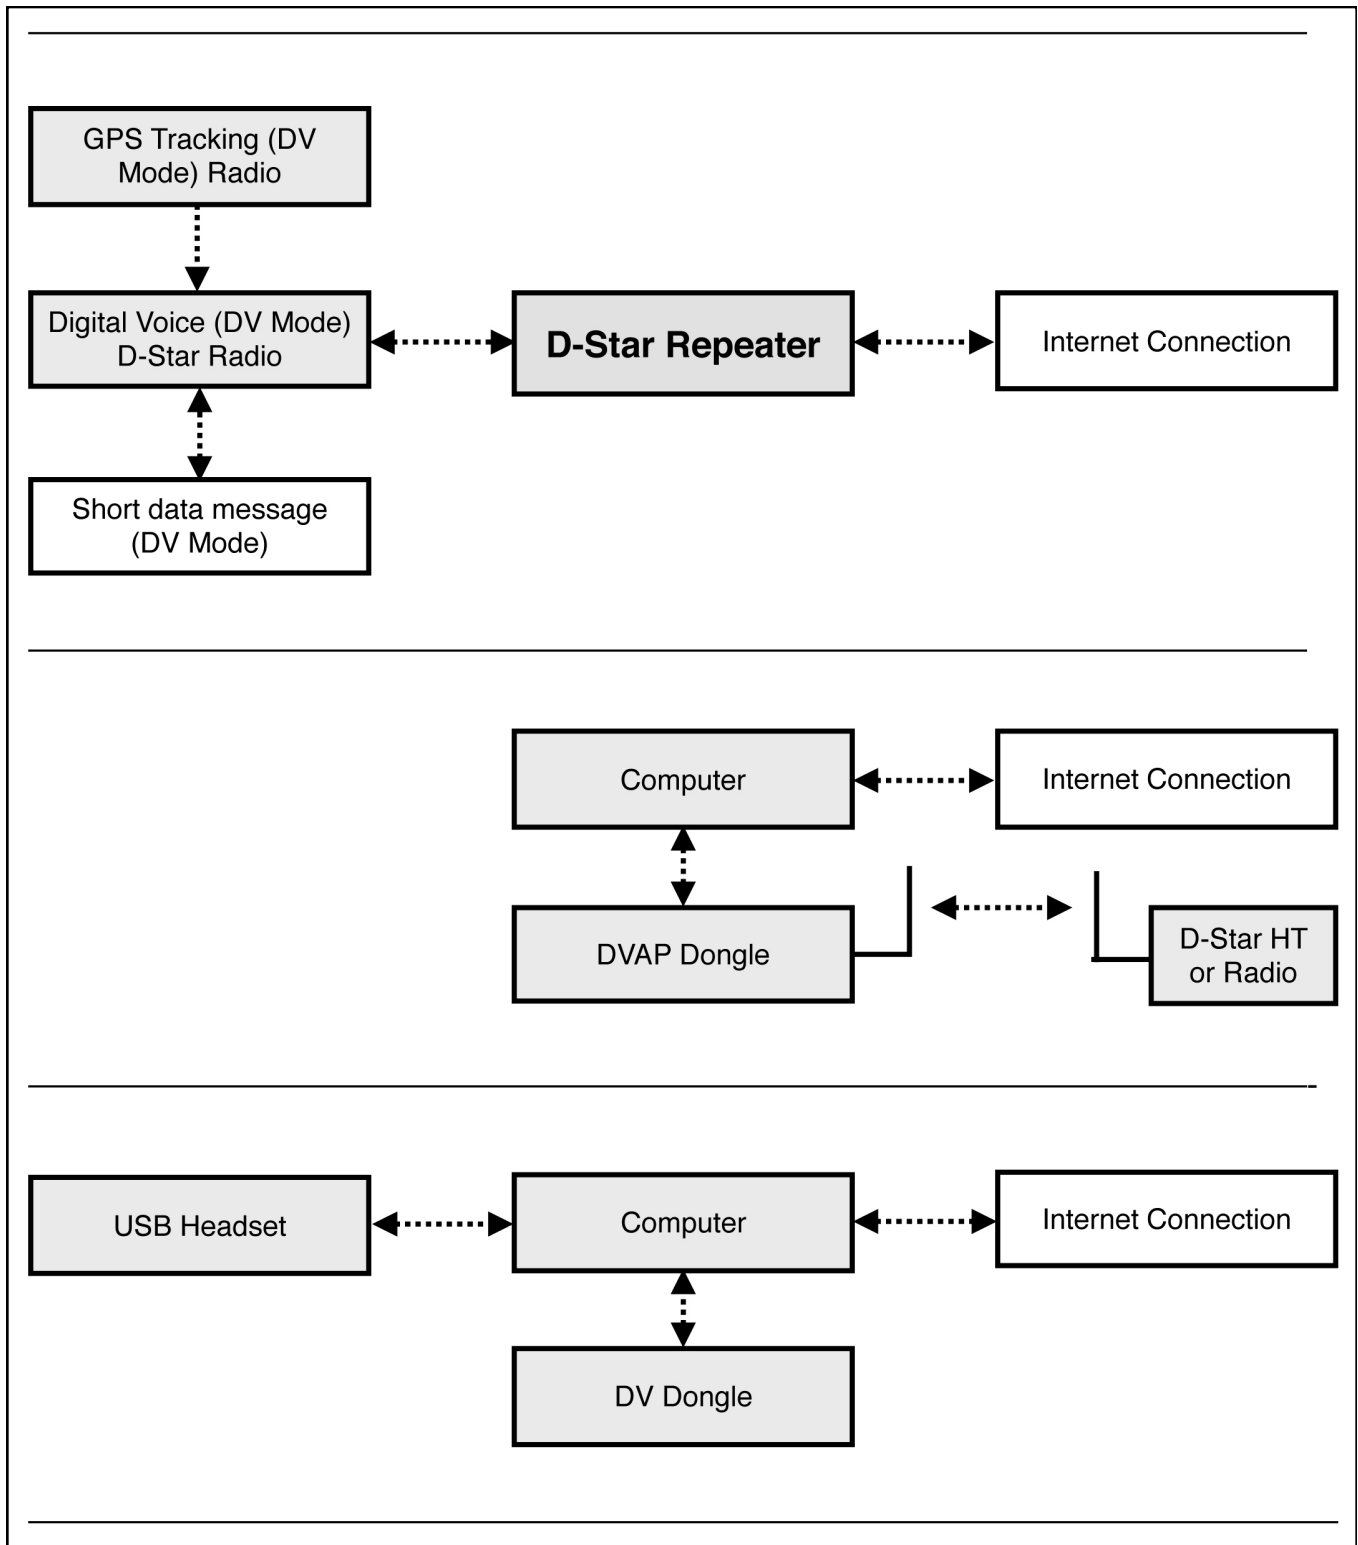 GPS Tracking (DV
Mode) Radio
Digital Voice (DV Mode)
D-Star Radio
D-Star Repeater
Internet Connection
Short data message
(DV Mode)
Computer
Internet Connection
DVAP Dongle
D-Star HT
or Radio
USB Headset
Computer
Internet Connection
DV Dongle